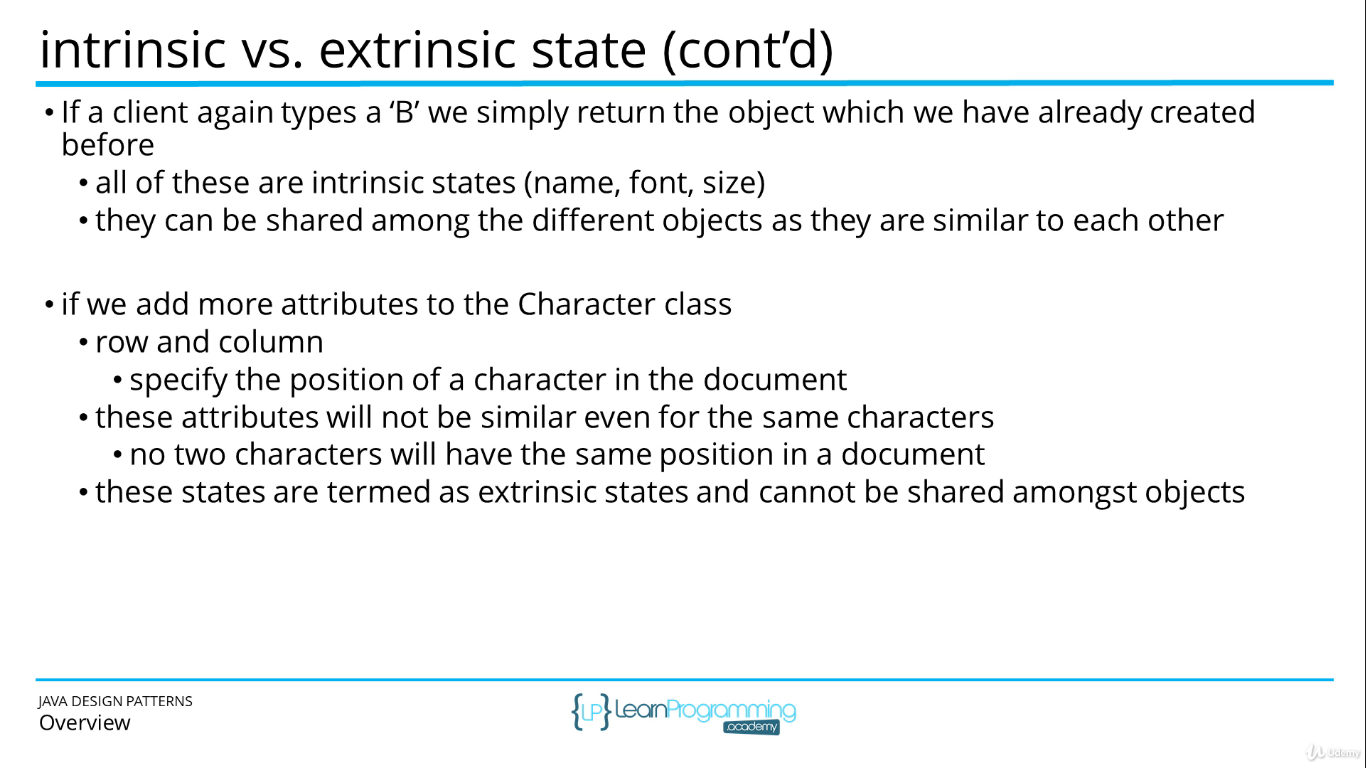 intrinsic vs. extrinsic state (cont’d)
• If a client again types a ‘B’ we simply return the object which we have already created
before
• all of these are intrinsic states (name, font, size)
• they can be shared among the different objects as they are similar to each other
• if we add more attributes to the Character class
• row and column
• specify the position of a character in the document
• these attributes will not be similar even for the same characters
• no two characters will have the same position in a document
• these states are termed as extrinsic states and cannot be shared amongst objects
JAVA DESIGN PATTERNS
Overview
{LP} LearnProgramming
.academy
Udemy